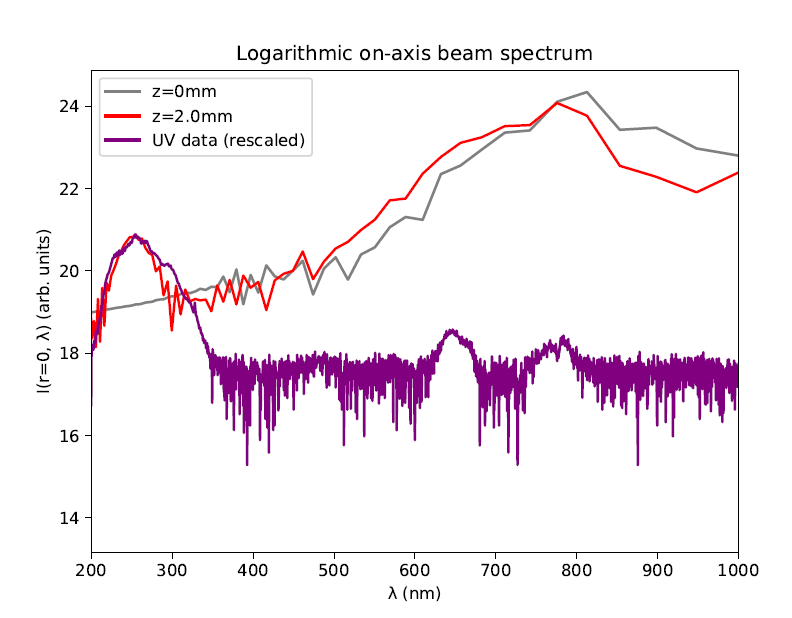 Logarithmic on-axis beam spectrum
z=0mm
z=2.0mm
UV data (rescaled)
I(r=0, λ) (arb. units)
24
22
20
18
16
14
200 300 400 500 600 700 800 900 1000
λ (nm)